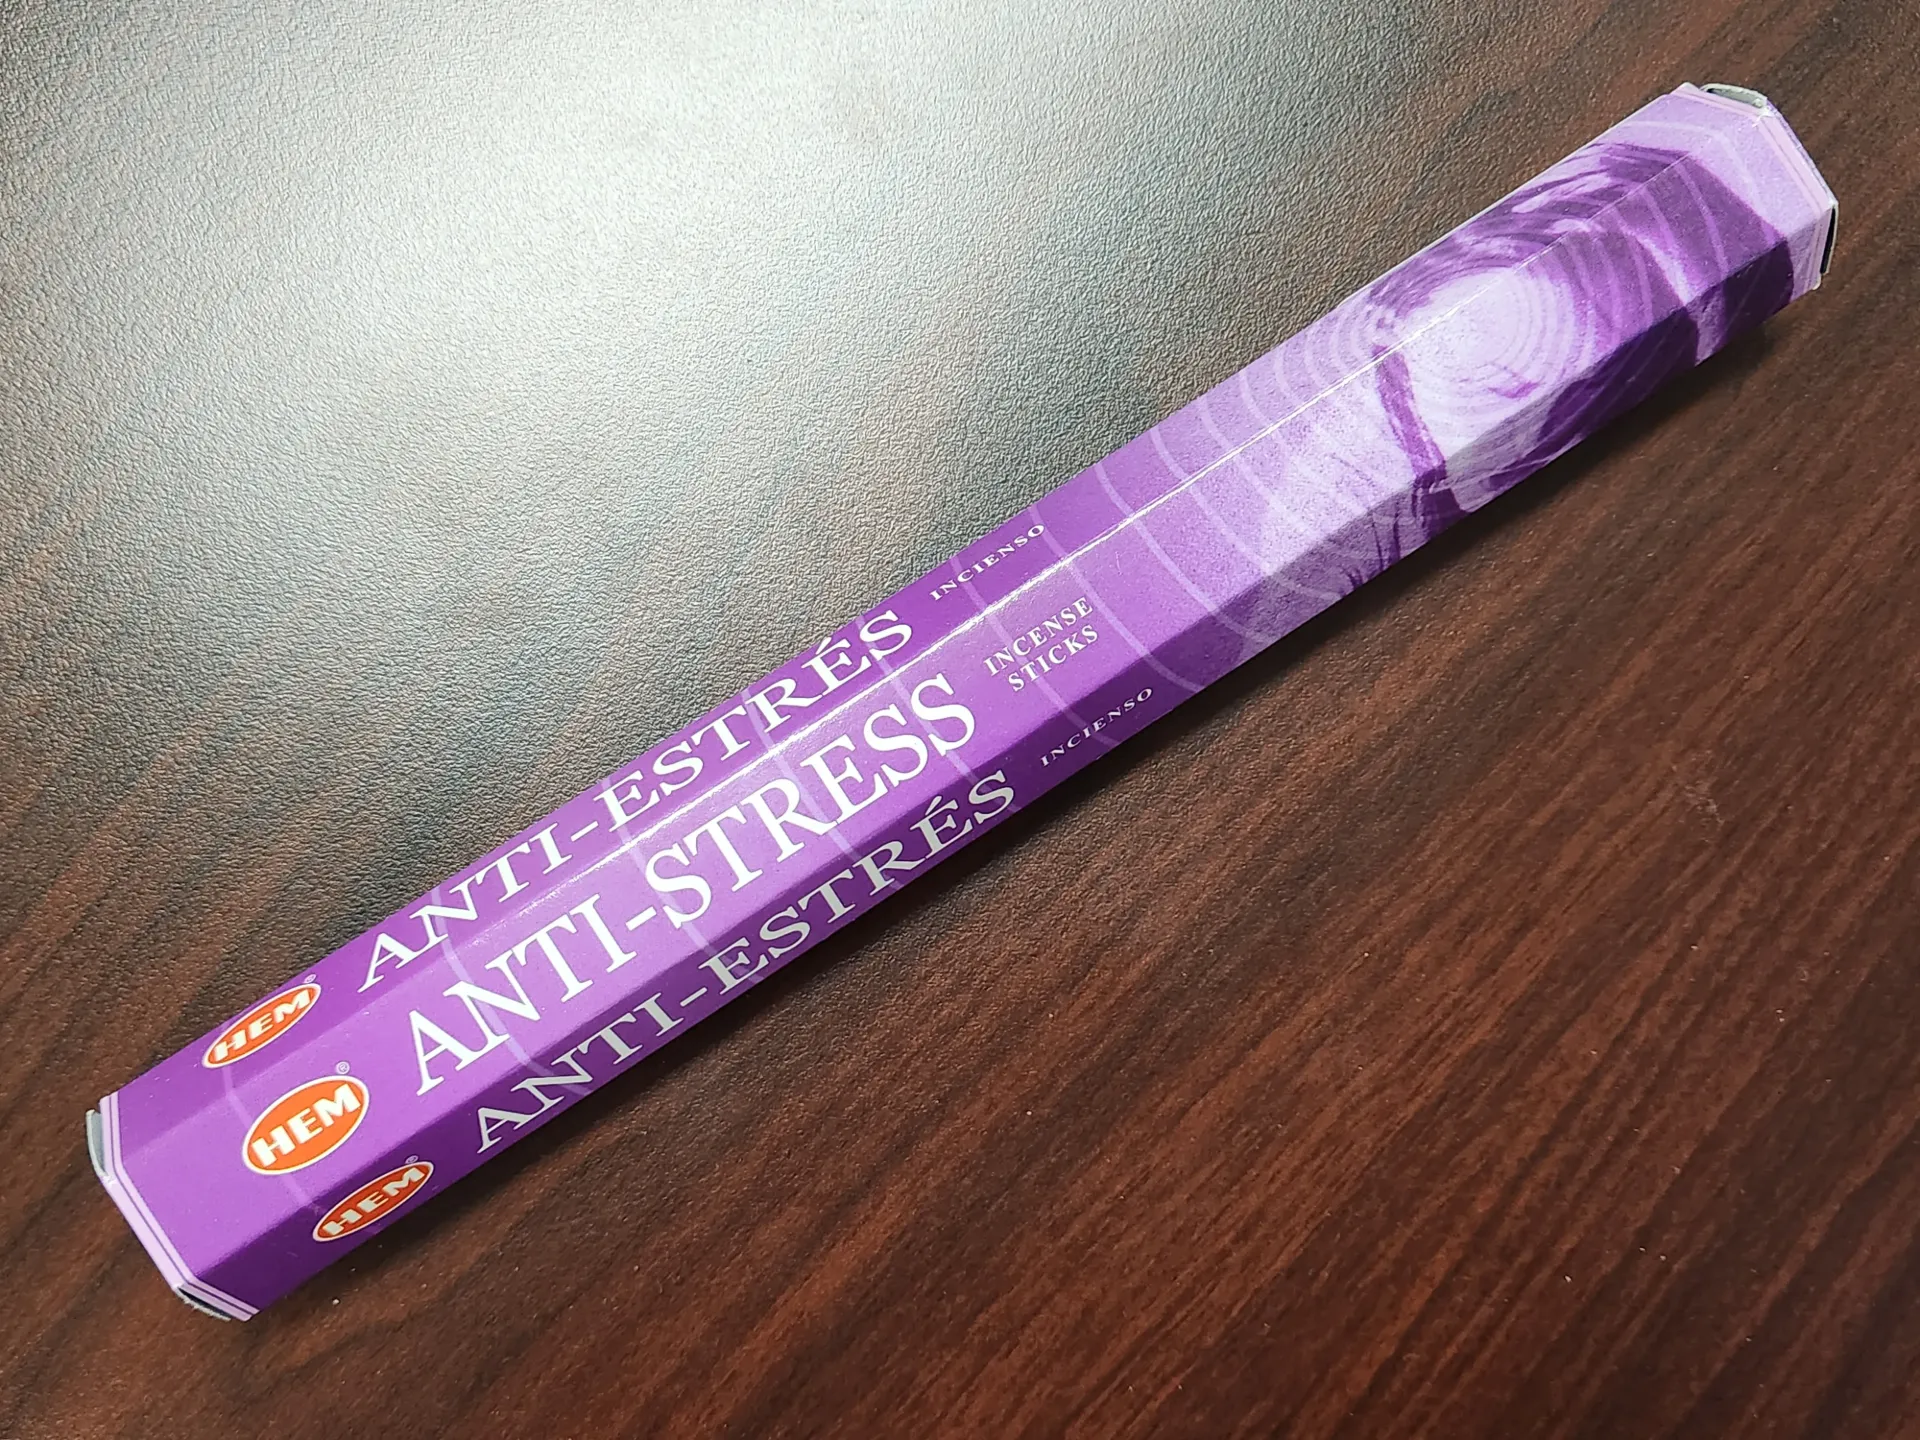 HEM®
ANTI-ESTRÉS
INCIENSO
HEM®
ANTI-STRESS
INCENSE
STICKS
HEM®
ANTI-ESTRÉS
INCIENSO